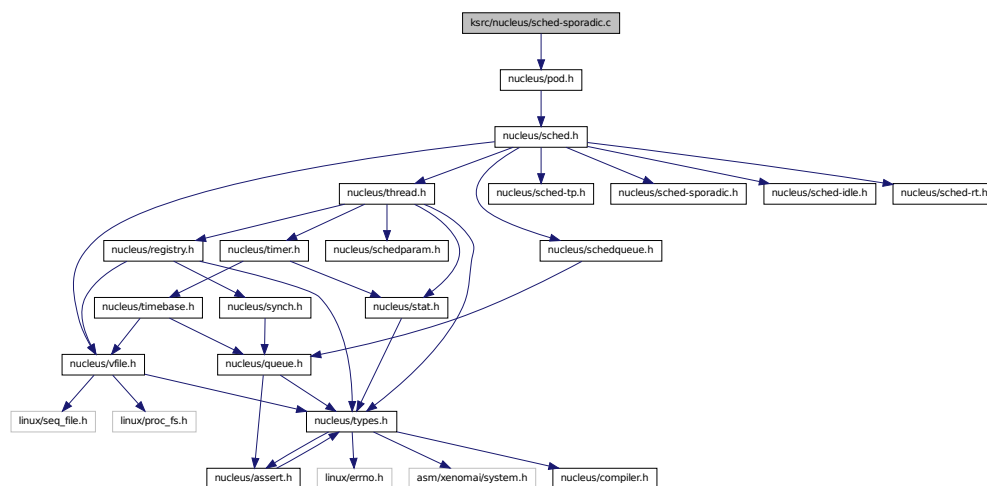 ksrc/nucleus/sched-sporadic.c
nucleus/pod.h
nucleus/sched.h
nucleus/thread.h
nucleus/sched-tp.h
nucleus/sched-sporadic.h
nucleus/sched-idle.h
nucleus/sched-rt.h
nucleus/registry.h
nucleus/timer.h
nucleus/schedparam.h
nucleus/schedqueue.h
nucleus/timebase.h
nucleus/synch.h
nucleus/stat.h
nucleus/vfile.h
nucleus/queue.h
linux/seq_file.h
linux/proc_fs.h
nucleus/types.h
nucleus/assert.h
linux/errno.h
asm/xenomai/system.h
nucleus/compiler.h